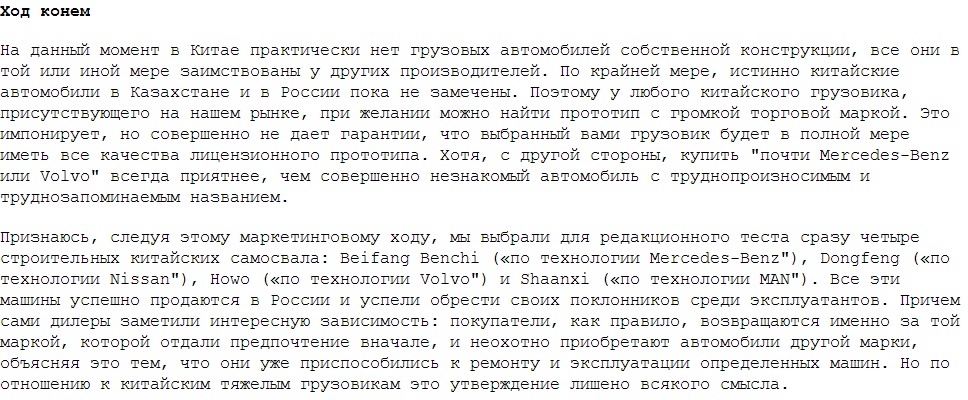 Ход конем
На данный момент в Китае практически нет грузовых автомобилей собственной конструкции, все они в
той или иной мере заимствованы у других производителей. По крайней мере, истинно китайские
автомобили в Казахстане и в России пока не замечены. Поэтому у любого китайского грузовика,
присутствующего на нашем рынке, при желании можно найти прототип с громкой торговой маркой. Это
импонирует, но совершенно не дает гарантии, что выбранный вами грузовик будет в полной мере
иметь все качества лицензионного прототипа. Хотя, с другой стороны, купить "почти Mercedes-Benz
или Volvo" всегда приятнее, чем совершенно незнакомый автомобиль с труднопроизносимым и
труднозапоминаемым названием.
Признаюсь, следуя этому маркетинговому ходу, мы выбрали для редакционного теста сразу четыре
строительных китайских самосвала: Beifang Benchi («по технологии Mercedes-Benz"), Dongfeng («по
технологии Nissan"), Howo («по технологии Volvo") и Shaanxi («по технологии MAN"). Все эти
машины успешно продаются в России и успели обрести своих поклонников среди эксплуатантов. Причем
сами дилеры заметили интересную зависимость: покупатели, как правило, возвращаются именно за той
маркой, которой отдали предпочтение вначале, и неохотно приобретают автомобили другой марки,
объясняя это тем, что они уже приспособились к ремонту и эксплуатации определенных машин. Но по
отношению к китайским тяжелым грузовикам это утверждение лишено всякого смысла.